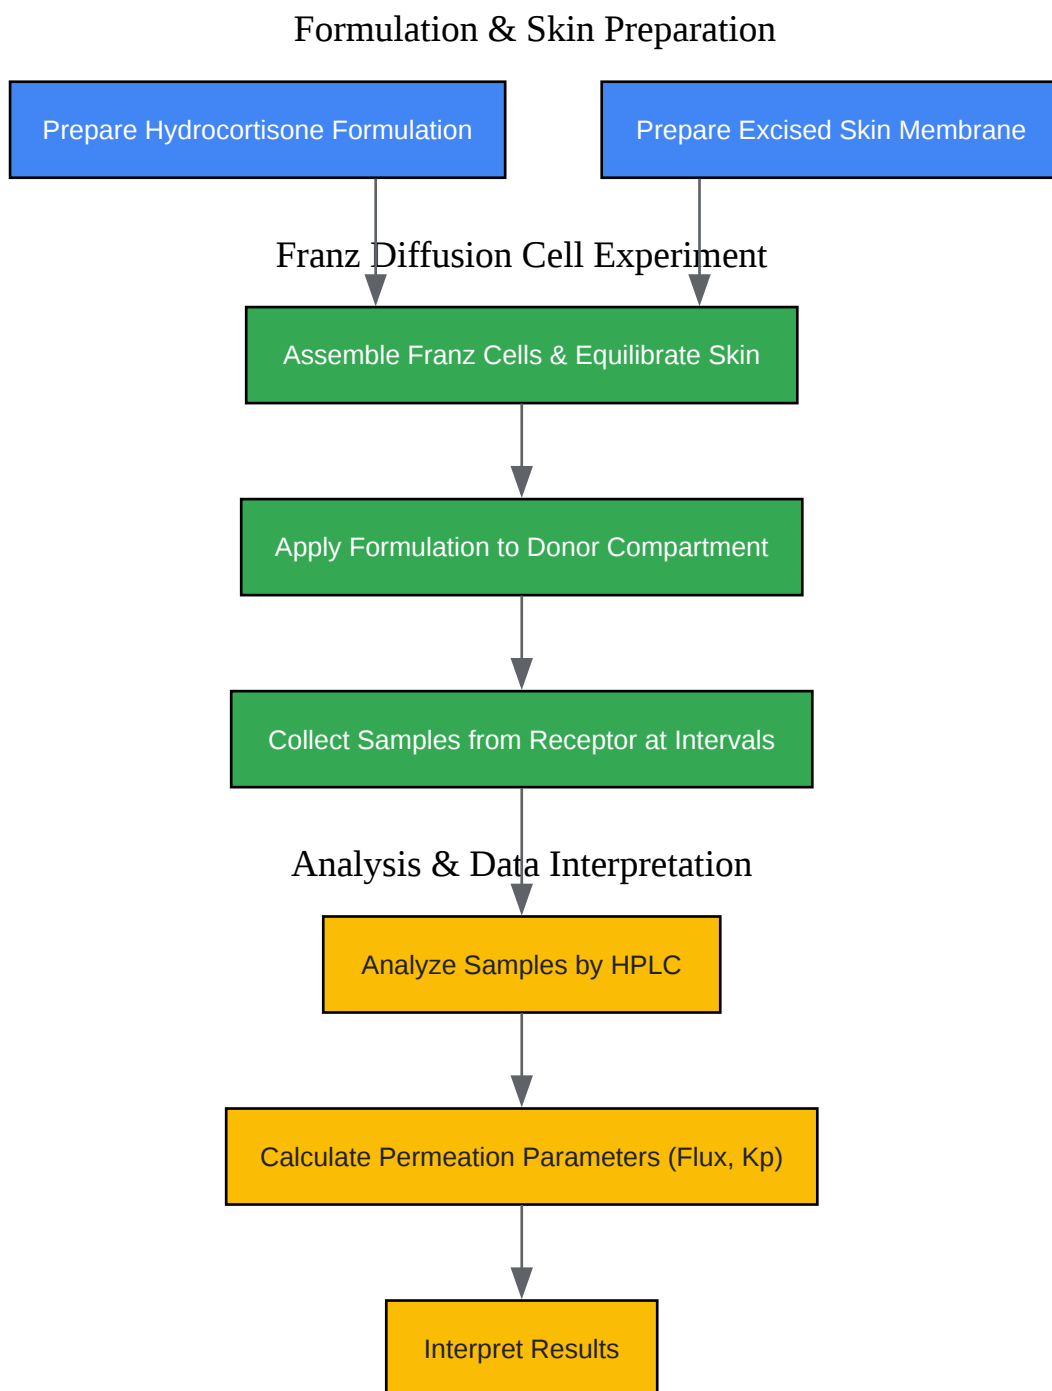 Formulation & Skin Preparation
Prepare Hydrocortisone Formulation
Prepare Excised Skin Membrane
Franz Diffusion Cell Experiment
Assemble Franz Cells & Equilibrate Skin
Apply Formulation to Donor Compartment
Collect Samples from Receptor at Intervals
Analysis & Data Interpretation
Analyze Samples by HPLC
Calculate Permeation Parameters (Flux, Kp)
Interpret Results